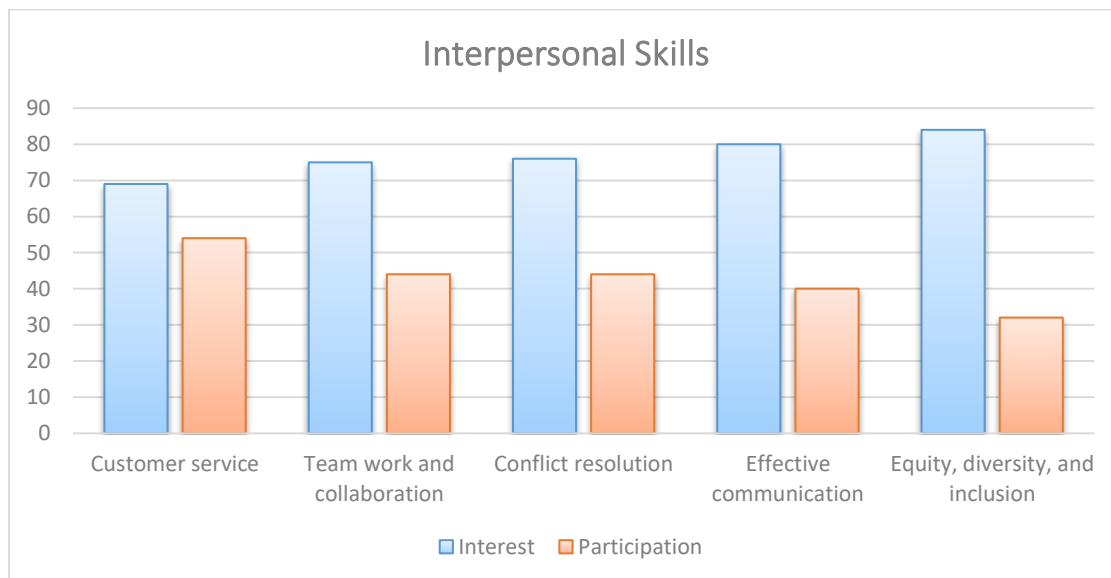 Interpersonal Skills
90
80
70
60
50
40
30
20
10
0
Customer service
Team work and
collaboration
Conflict resolution
Effective
communication
Equity, diversity, and
inclusion
Interest
Participation